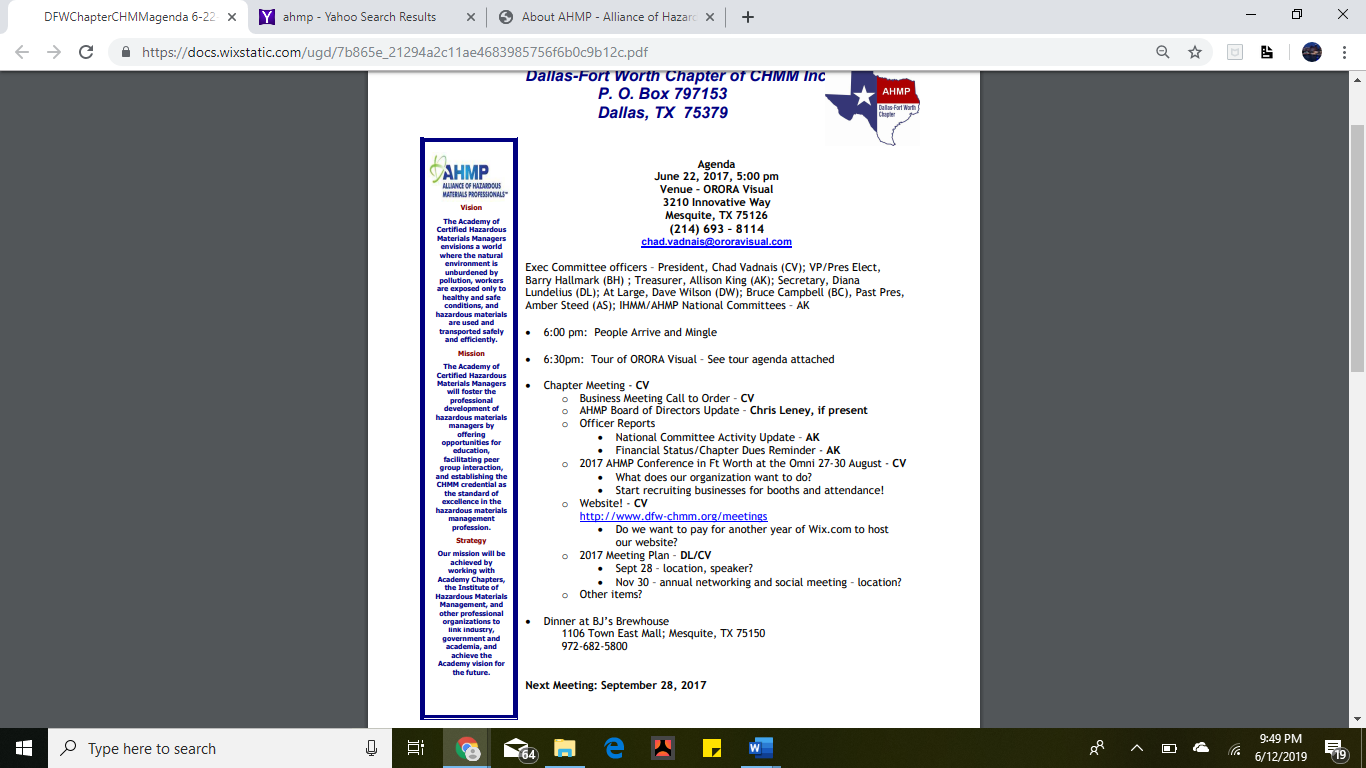 DFWChapterCHMMagenda 6-22-
ahmp - Yahoo Search Results
About AHMP - Alliance of Hazard
https://docs.wixstatic.com/ugd/7b865e_21294a2c11ae4683985756f6b0c9b12c.pdf
Dallas-Fort Worth Chapter of CHMM Inc
P. O. Box 797153
Dallas, TX 75379
AHMP
Dallas-Fort Worth
Chapter
AHMP
ALLIANCE OF HAZARDOUS
MATERIALS PROFESSIONALS™
Vision
The Academy of
Certified Hazardous
Materials Managers
envisions a world
where the natural
environment is
unburdened by
pollution, workers
are exposed only to
healthy and safe
conditions, and
hazardous materials
are used and
transported safely
and efficiently.
Mission
The Academy of
Certified Hazardous
Materials Managers
will foster the
professional
development of
hazardous materials
managers by
offering
opportunities for
education,
facilitating peer
group interaction,
and establishing the
CHMM credential as
the standard of
excellence in the
hazardous materials
management
profession.
Strategy
Our mission will be
achieved by
working with
Academy Chapters,
the Institute of
Hazardous Materials
Management, and
other professional
organizations to
link industry,
government and
academia, and
achieve the
Academy vision for
the future.
Agenda
June 22, 2017, 5:00 pm
Venue - ORORA Visual
3210 Innovative Way
Mesquite, TX 75126
(214) 693 - 8114
chad.vadnais@ororavisual.com
Exec Committee officers – President, Chad Vadnais (CV); VP/Pres Elect,
Barry Hallmark (BH) ; Treasurer, Allison King (AK); Secretary, Diana
Lundelius (DL); At Large, Dave Wilson (DW); Bruce Campbell (BC), Past Pres,
Amber Steed (AS); IHMM/AHMP National Committees – AK
• 6:00 pm: People Arrive and Mingle
• 6:30pm: Tour of ORORA Visual – See tour agenda attached
• Chapter Meeting - CV
o Business Meeting Call to Order – CV
o AHMP Board of Directors Update – Chris Leney, if present
o Officer Reports
• National Committee Activity Update – AK
• Financial Status/Chapter Dues Reminder - AK
o 2017 AHMP Conference in Ft Worth at the Omni 27-30 August - CV
• What does our organization want to do?
• Start recruiting businesses for booths and attendance!
o Website! - CV
http://www.dfw-chmm.org/meetings
• Do we want to pay for another year of Wix.com to host
our website?
o 2017 Meeting Plan – DL/CV
• Sept 28 – location, speaker?
• Nov 30 – annual networking and social meeting – location?
o Other items?
• Dinner at BJ's Brewhouse
1106 Town East Mall; Mesquite, TX 75150
972-682-5800
Next Meeting: September 28, 2017
Type here to search
64
9:49 PM
6/12/2019
19